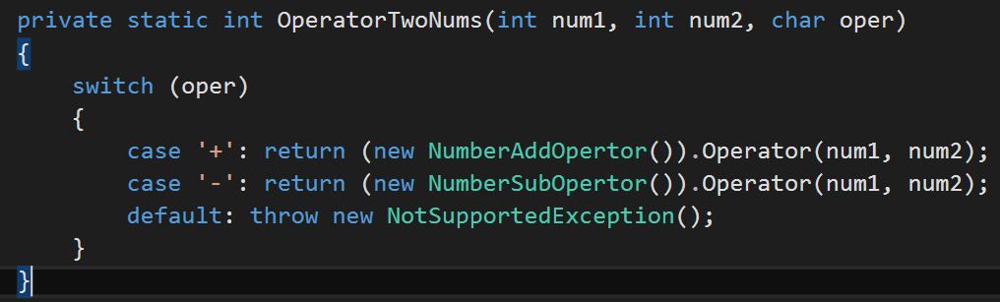 private static int OperatorTwoNums(int num1, int num2, char oper)
{
    switch (oper)
    {
        case '+': return (new NumberAddOpertor()).Operator(num1, num2);
        case '-': return (new NumberSubOpertor()).Operator(num1, num2);
        default: throw new NotSupportedException();
    }
}